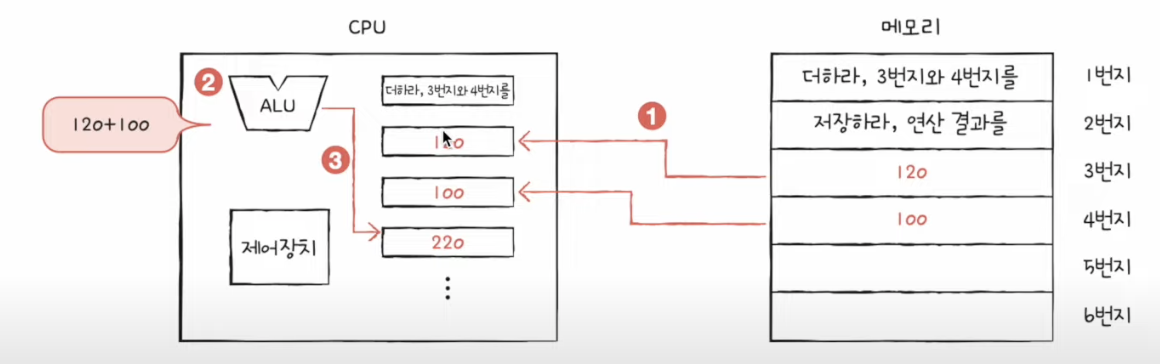 CPU
메모리
2
ALU
120+100
3
제어장치
더하라, 3번지와 4번지를
120
100
220
1
더하라, 3번지와 4번지를
1번지
저장하라, 연산 결과를
2번지
120
3번지
100
4번지
5번지
6번지